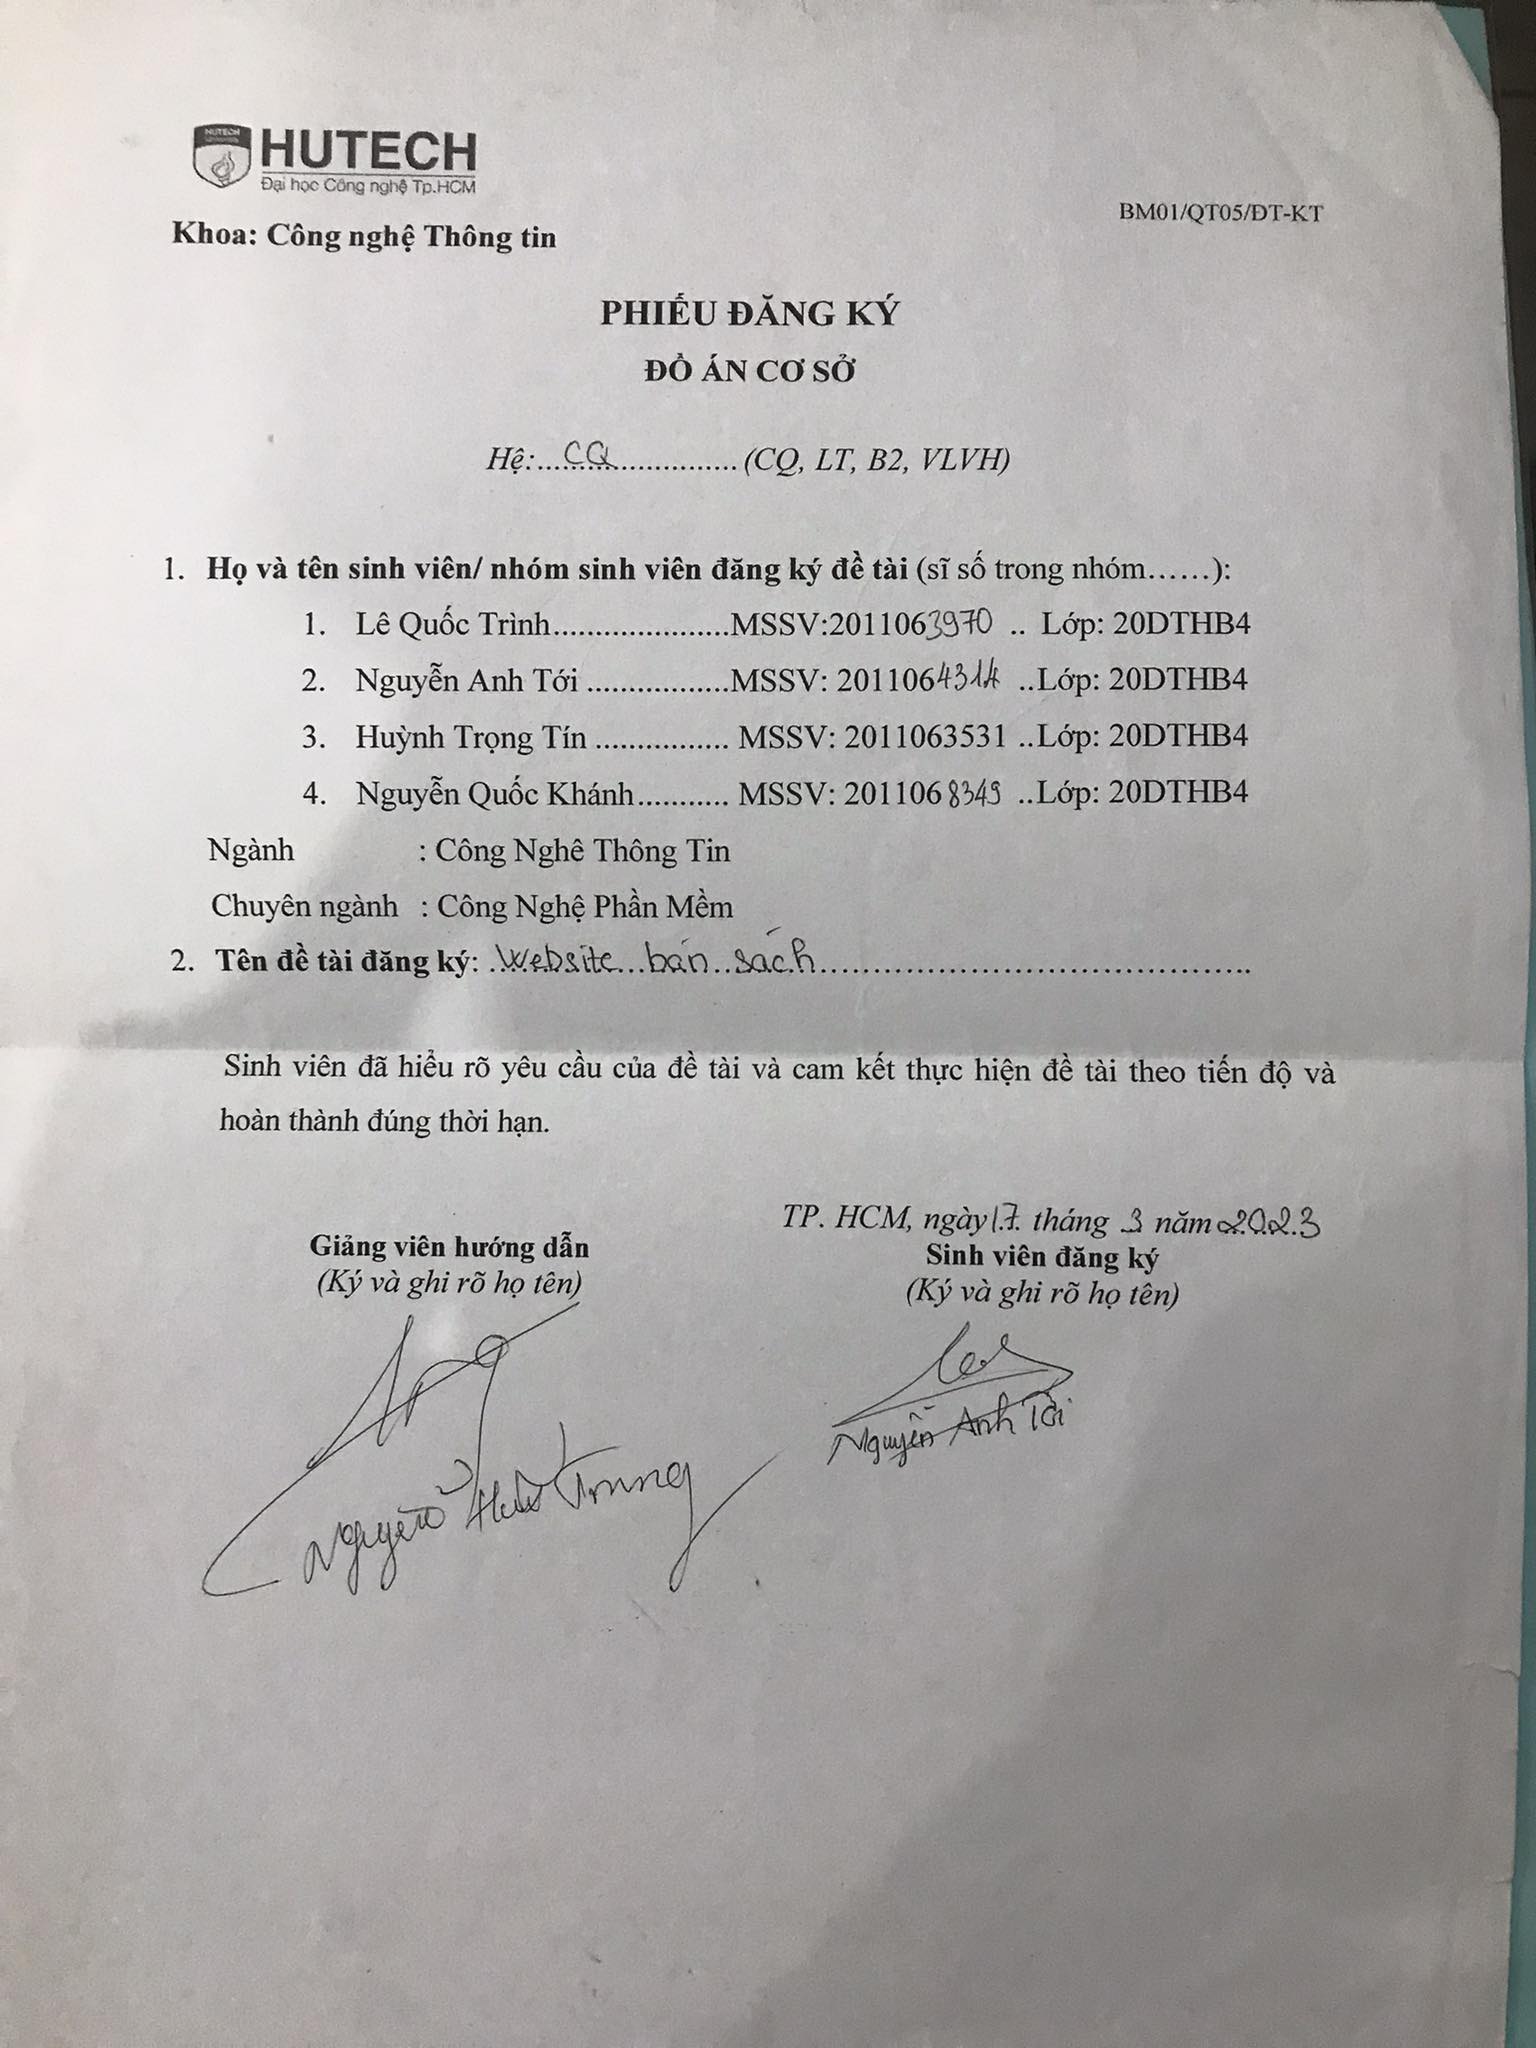 HUTECH
HUTECH
Đại học Công nghệ Tp.HCM
BM01/QT05/ĐT-KT
Khoa: Công nghệ Thông tin
PHIẾU ĐĂNG KÝ
ĐỒ ÁN CƠ SỞ
Hệ:....CQ.................... (CQ, LT, B2, VLVH)
1. Họ và tên sinh viên/ nhóm sinh viên đăng ký đề tài (sĩ số trong nhóm……):
1. Lê Quốc Trình......................MSSV:2011063970 .. Lớp: 20DTHB4
2. Nguyễn Anh Tới .................MSSV: 2011064314 ..Lớp: 20DTHB4
3. Huỳnh Trọng Tín ................ MSSV: 2011063531 ..Lớp: 20DTHB4
4. Nguyễn Quốc Khánh........... MSSV: 2011068349 ..Lớp: 20DTHB4
Ngành : Công Nghê Thông Tin
Chuyên ngành : Công Nghệ Phần Mềm
2. Tên đề tài đăng ký: .Website...bán..sách…………………………………….
Sinh viên đã hiểu rõ yêu cầu của đề tài và cam kết thực hiện đề tài theo tiến độ và
hoàn thành đúng thời hạn.
TP. HCM, ngày17. tháng .3 năm 2023
Giảng viên hướng dẫn
(Ký và ghi rõ họ tên)
Sinh viên đăng ký
(Ký và ghi rõ họ tên)
Nguyễn Anh Tới
Nguyễn Hữu Trung